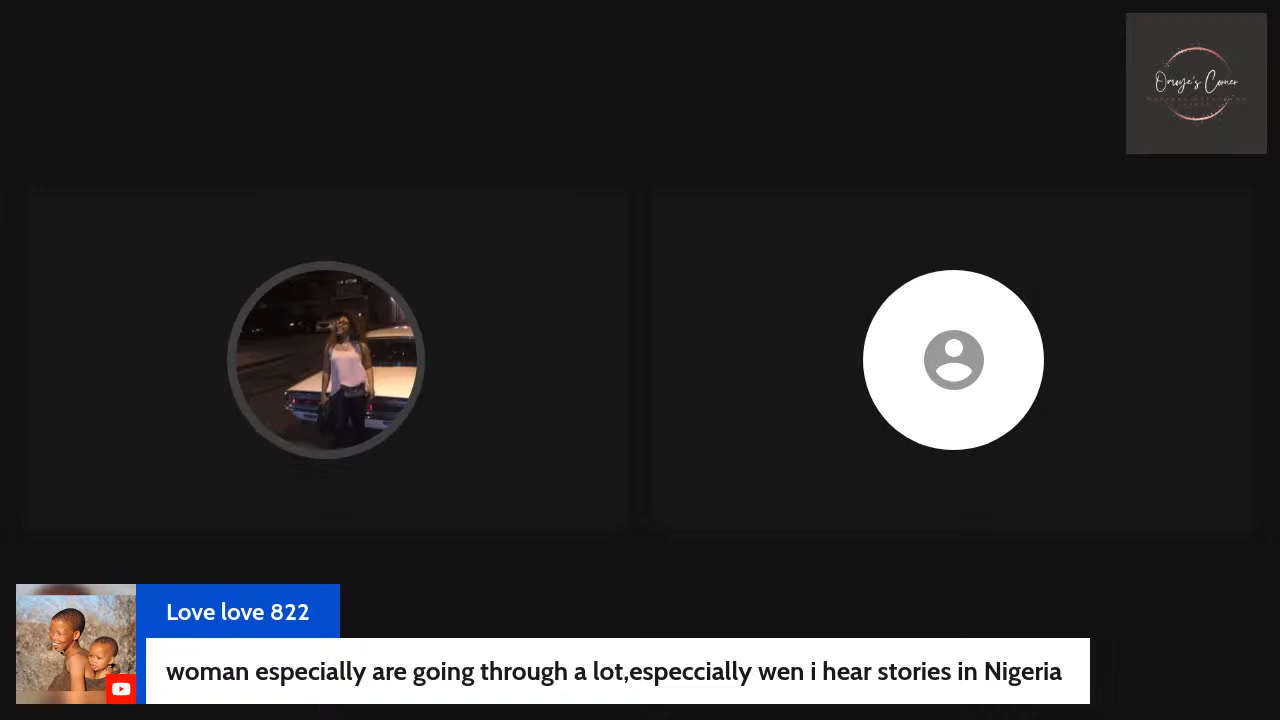 Omoye's Corner
Love love 822
woman especially are going through a lot,especcially wen i hear stories in Nigeria